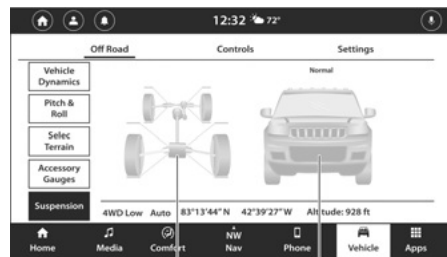 12:32 72°
Off Road Controls Settings
Vehicle
Dynamics
Normal
Pitch &
Roll
Selec
Terrain
Accessory
Gauges
Suspension
4WD Low Auto 83°13'44"N 42°39'27"W Altitude: 928 ft
Home Media Comfort NW
Nav Phone Vehicle Apps